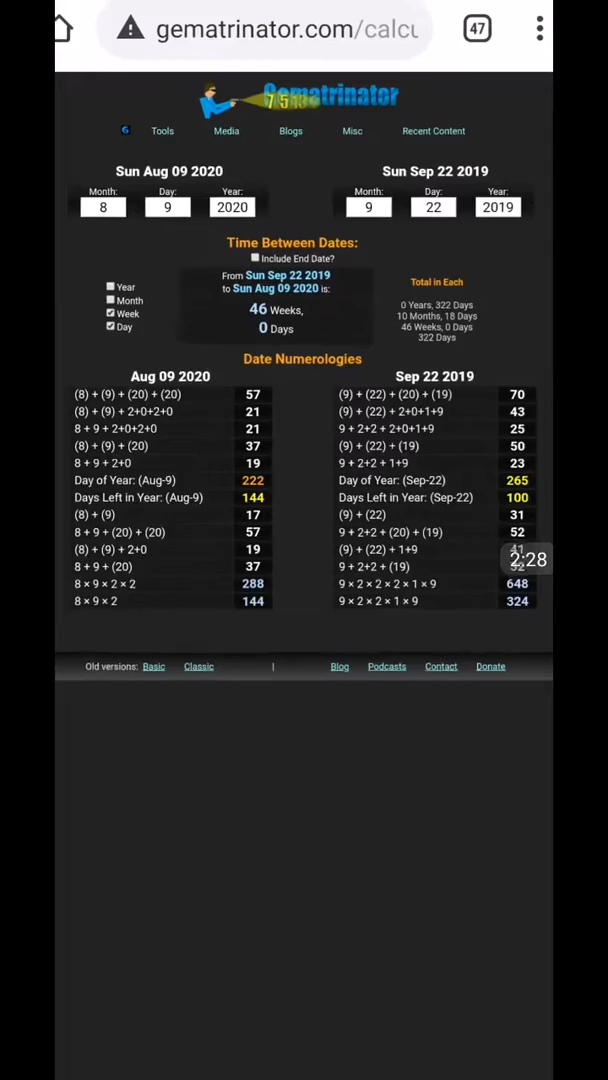 gematrinator.com/calcu
47
Gematrinator
6 Tools Media Blogs Misc Recent Content
Sun Aug 09 2020
Month: Day: Year:
8 9 2020
Sun Sep 22 2019
Month: Day: Year:
9 22 2019
Time Between Dates:
Include End Date?
Year
Month
Week
Day
From Sun Sep 22 2019
to Sun Aug 09 2020 is:
46 Weeks,
0 Days
Total in Each
0 Years, 322 Days
10 Months, 18 Days
46 Weeks, 0 Days
322 Days
Date Numerologies
Aug 09 2020
(8) + (9) + (20) + (20) 57
(8) + (9) + 2+0+2+0 21
8 + 9 + 2+0+2+0 21
(8) + (9) + (20) 37
8 + 9 + 2+0 19
Day of Year: (Aug-9) 222
Days Left in Year: (Aug-9) 144
(8) + (9) 17
8 + 9 + (20) + (20) 57
(8) + (9) + 2+0 19
8 + 9 + (20) 37
8 × 9 × 2 × 2 288
8 × 9 × 2 144
Sep 22 2019
(9) + (22) + (20) + (19) 70
(9) + (22) + 2+0+1+9 43
9 + 2+2 + 2+0+1+9 25
(9) + (22) + (19) 50
9 + 2+2 + 1+9 23
Day of Year: (Sep-22) 265
Days Left in Year: (Sep-22) 100
(9) + (22) 31
9 + 2+2 + (20) + (19) 52
(9) + (22) + 1+9 41
9 + 2+2 + (19) 32
9 × 2 × 2 × 2 × 1 × 9 648
9 × 2 × 2 × 1 × 9 324
2:28
Old versions: Basic Classic | Blog Podcasts Contact Donate